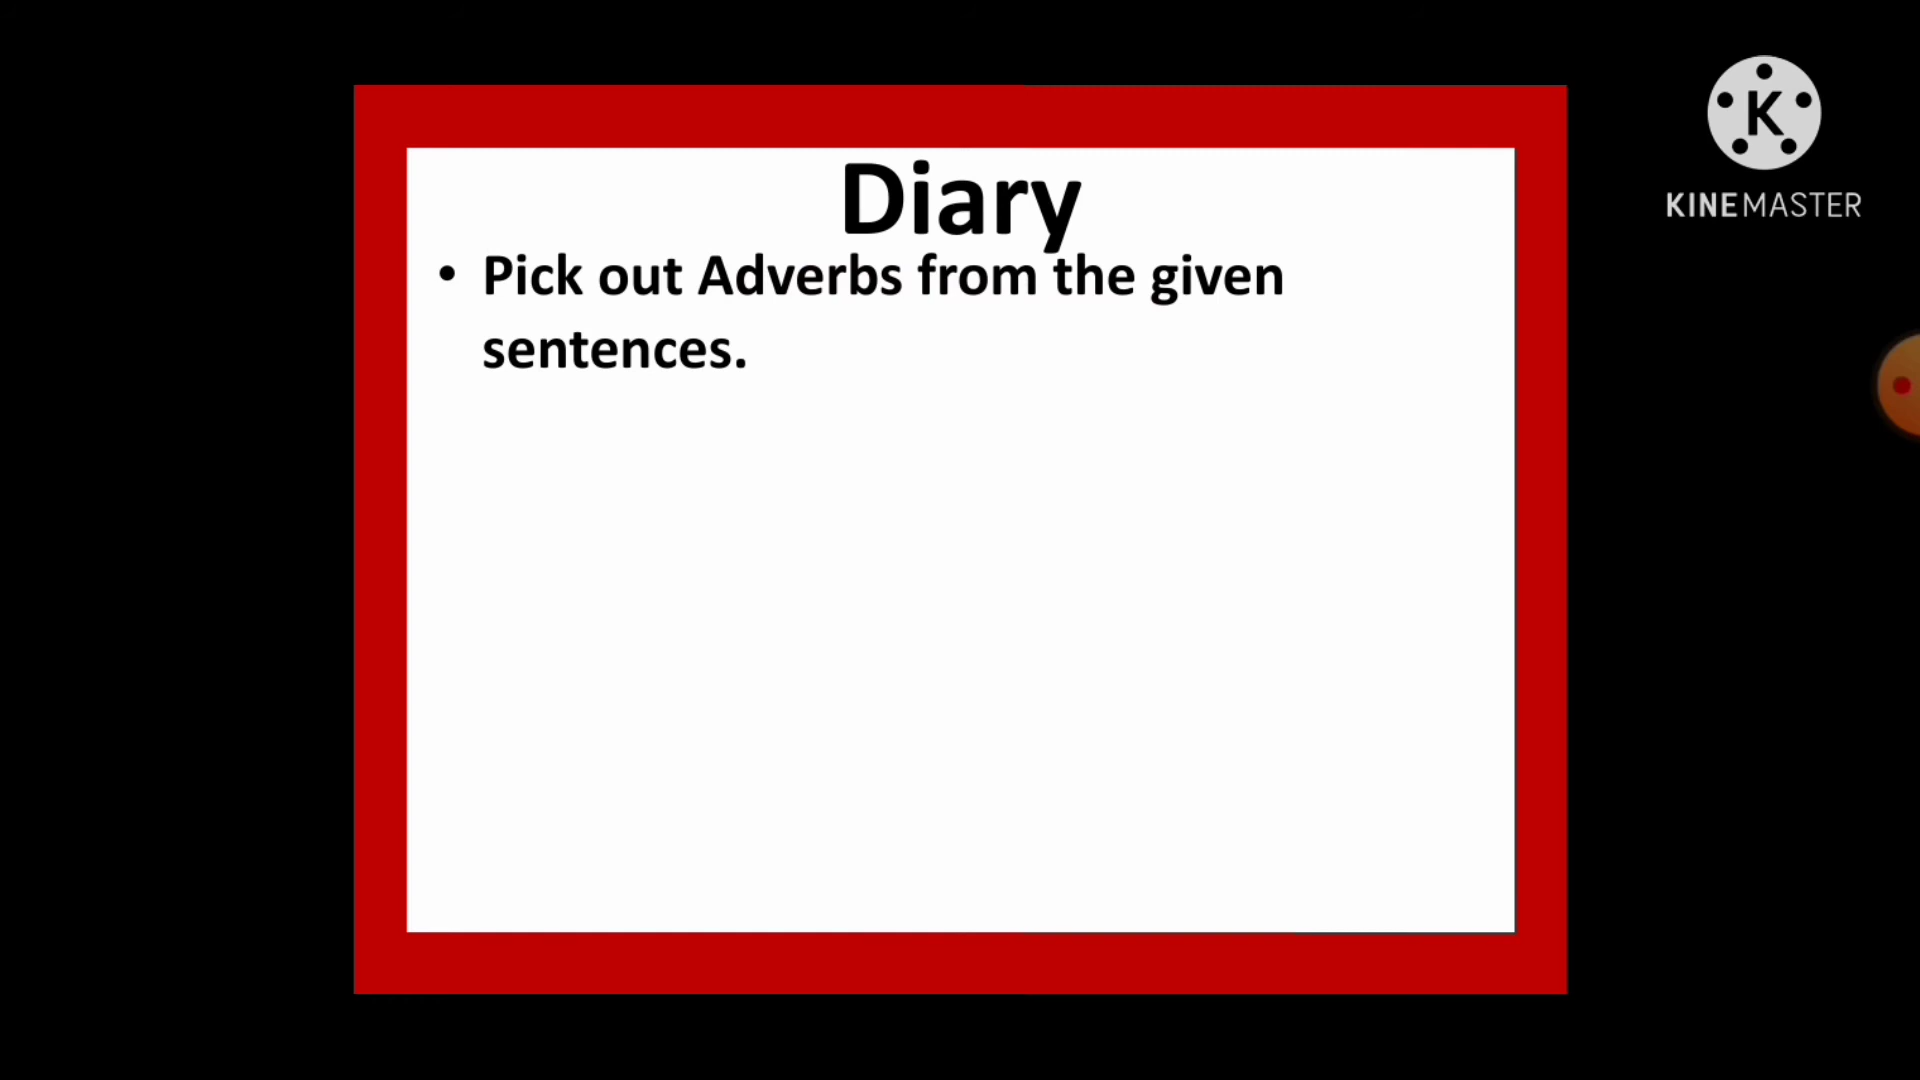 Diary
• Pick out Adverbs from the given
sentences.
K
KINEMASTER